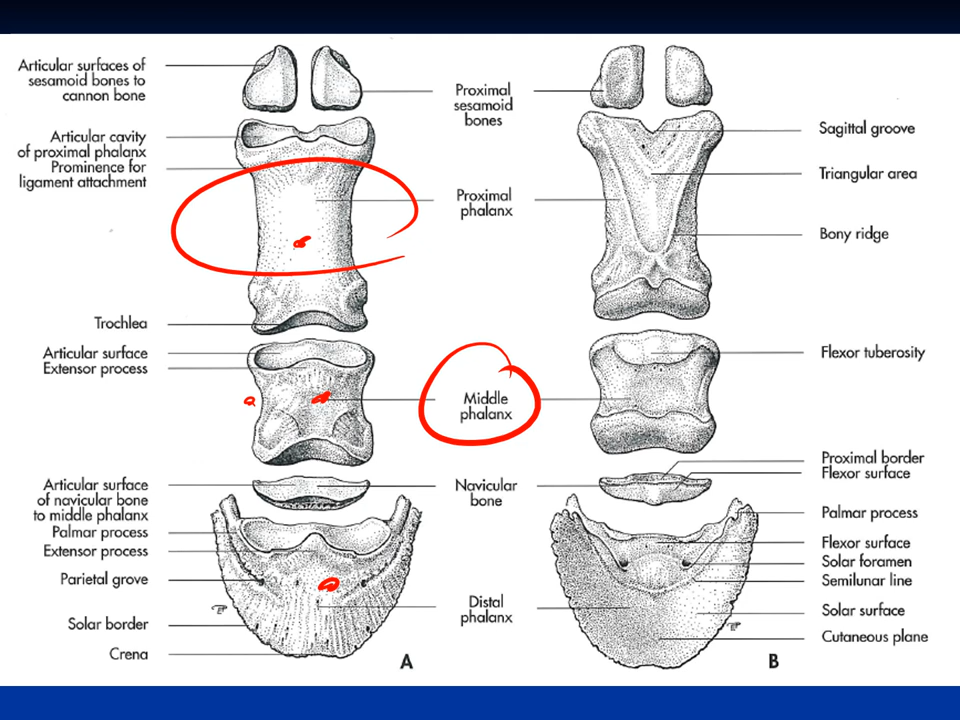 Articular surfaces of
sesamoid bones to
cannon bone
Articular cavity
of proximal phalanx
Prominence for
ligament attachment
Trochlea
Articular surface
Extensor process
Articular surface
of navicular bone
to middle phalanx
Palmar process
Extensor process
Parietal grove
Solar border
Crena
A
Proximal
sesamoid
bones
Proximal
phalanx
Middle
phalanx
Navicular
bone
Distal
phalanx
Sagittal groove
Triangular area
Bony ridge
Flexor tuberosity
Proximal border
Flexor surface
Palmar process
Flexor surface
Solar foramen
Semilunar line
Solar surface
Cutaneous plane
B